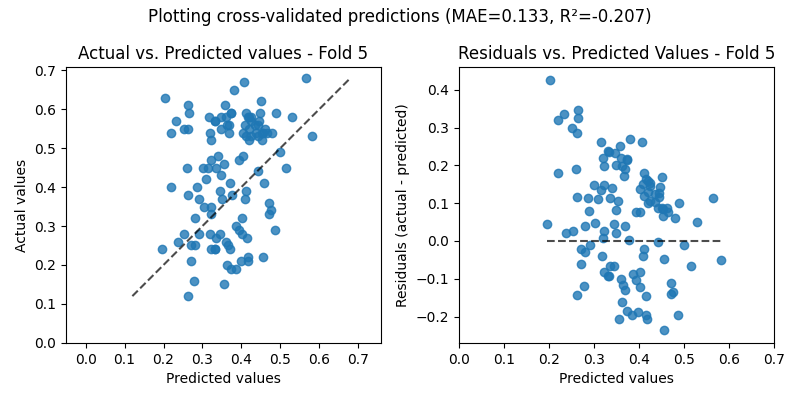 Plotting cross-validated predictions (MAE=0.133, R²=-0.207)
Actual vs. Predicted values - Fold 5
Actual values
0.7
0.6
0.5
0.4
0.3
0.2
0.1
0.0
0.0 0.1 0.2 0.3 0.4 0.5 0.6 0.7
Predicted values
Residuals vs. Predicted Values - Fold 5
Residuals (actual - predicted)
0.4
0.3
0.2
0.1
0.0
−0.1
−0.2
0.0 0.1 0.2 0.3 0.4 0.5 0.6 0.7
Predicted values